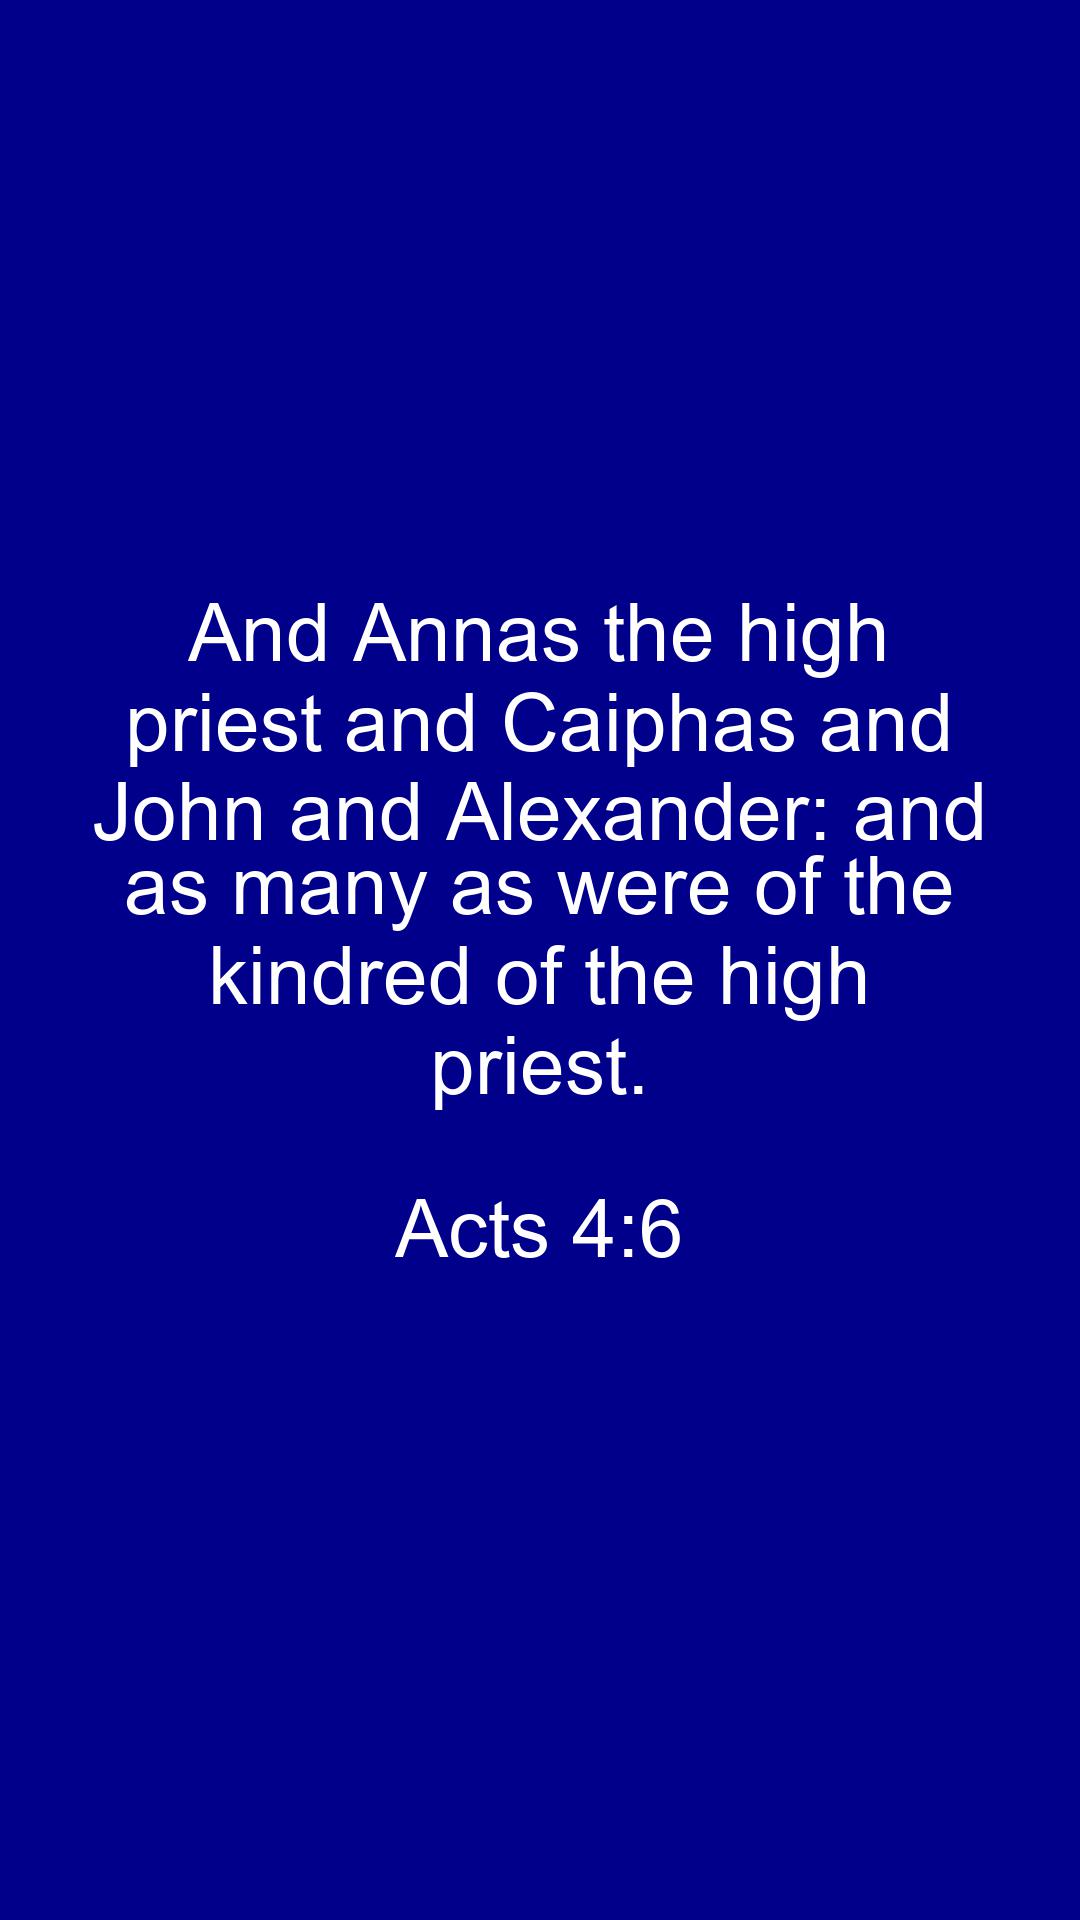 And Annas the high
priest and Caiphas and
John and Alexander: and
as many as were of the
kindred of the high
priest.
Acts 4:6